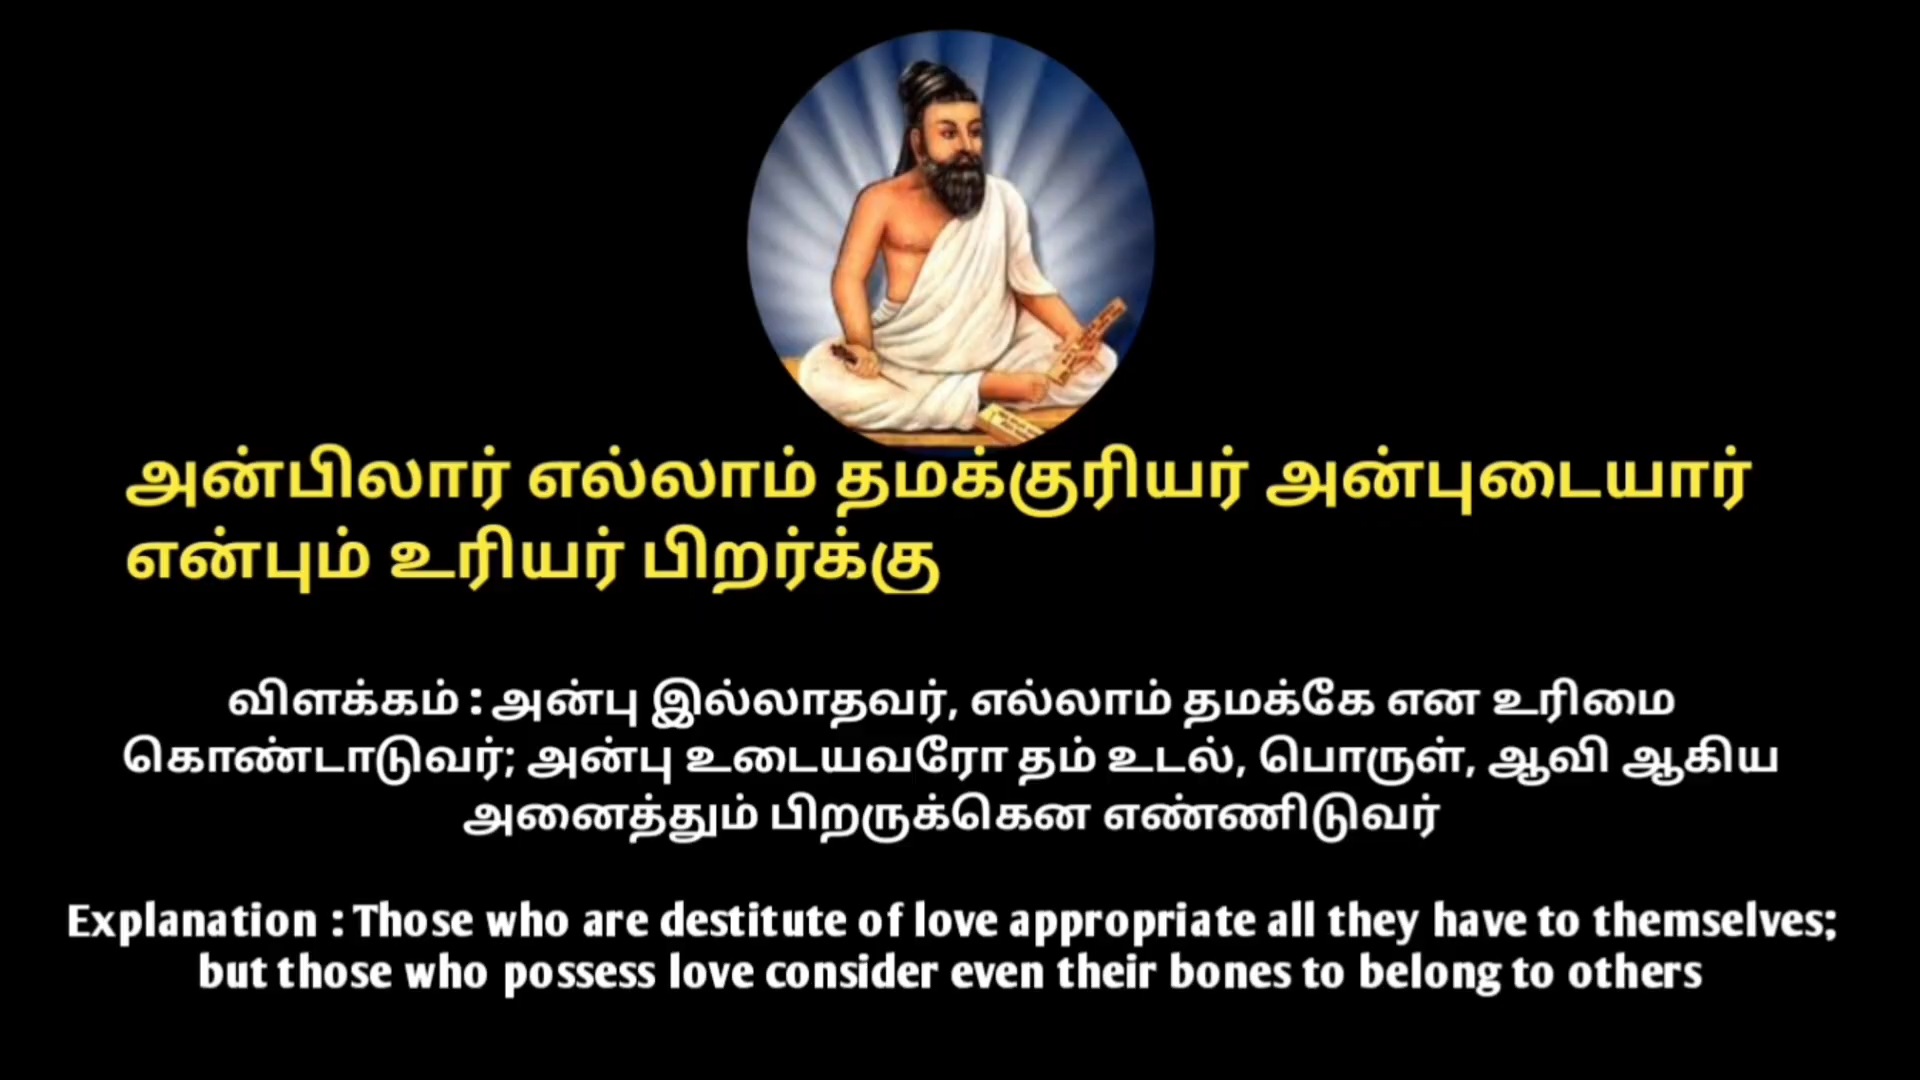 அன்பிலார் எல்லாம் தமக்குரியர் அன்புடையார்
என்பும் உரியர் பிறர்க்கு
விளக்கம் : அன்பு இல்லாதவர், எல்லாம் தமக்கே என உரிமை
கொண்டாடுவர்; அன்பு உடையவரோ தம் உடல், பொருள், ஆவி ஆகிய
அனைத்தும் பிறருக்கென எண்ணிடுவர்
Explanation : Those who are destitute of love appropriate all they have to themselves;
but those who possess love consider even their bones to belong to others